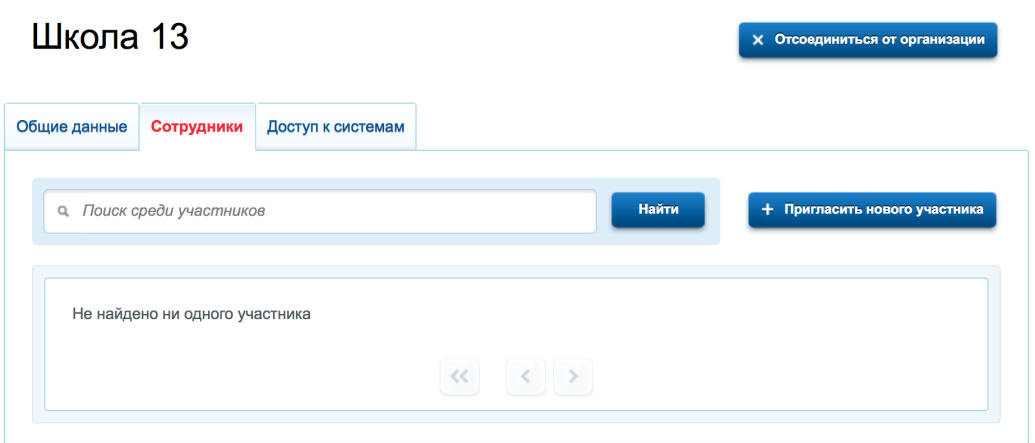 Школа 13
Отсоединиться от организации
Общие данные
Сотрудники
Доступ к системам
Поиск среди участников
Найти
Пригласить нового участника
Не найдено ни одного участника